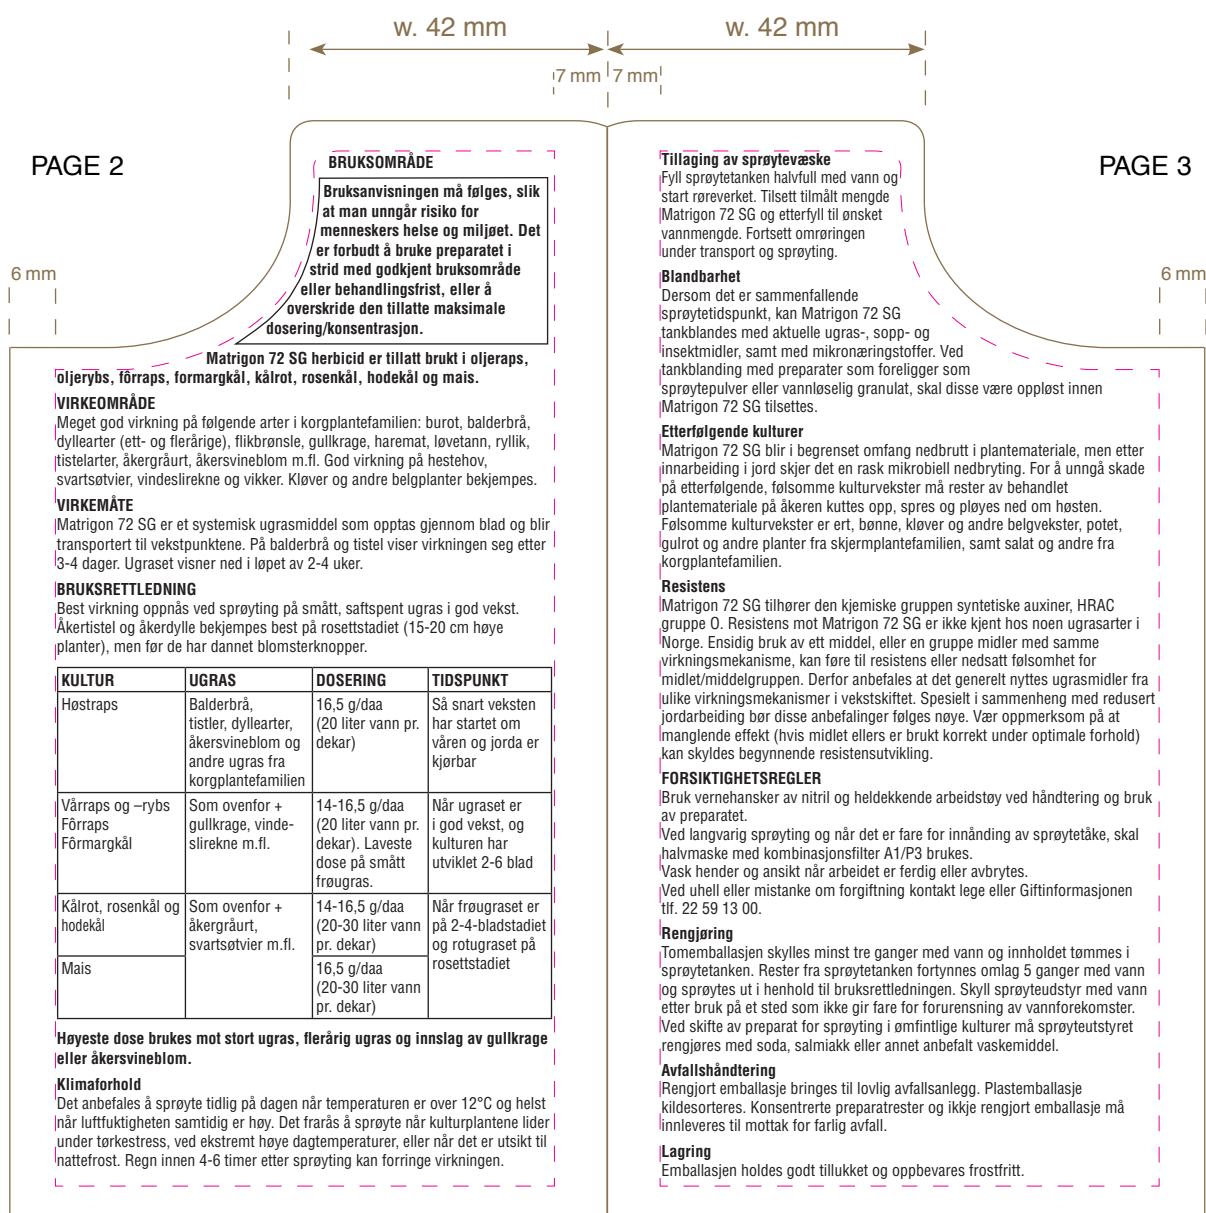 w. 42 mm
w. 42 mm
7 mm
7 mm
PAGE 2
PAGE 3
6 mm
6 mm
BRUKSOMRÅDE
Bruksanvisningen må følges, slik
at man unngår risiko for
menneskers helse og miljøet. Det
er forbudt å bruke preparatet i
strid med godkjent bruksområde
eller behandlingsfrist, eller å
overskride den tillatte maksimale
dosering/konsentrasjon.
Matrigon 72 SG herbicid er tillatt brukt i oljeraps,
oljerybs, fôrraps, formargkål, kålrot, rosenkål, hodekål og mais.
VIRKEOMRÅDE
Meget god virkning på følgende arter i korgplantefamilien: burot, balderbrå,
dyllearter (ett- og flerårige), flikbrønsle, gullkrage, haremat, løvetann, ryllik,
tistelarter, åkergråurt, åkersvineblom m.fl. God virkning på hestehov,
svartsøtvier, vindeslirekne og vikker. Kløver og andre belgplanter bekjempes.
VIRKEMÅTE
Matrigon 72 SG er et systemisk ugrasmiddel som opptas gjennom blad og blir
transportert til vekstpunktene. På balderbrå og tistel viser virkningen seg etter
3-4 dager. Ugraset visner ned i løpet av 2-4 uker.
BRUKSRETTLEDNING
Best virkning oppnås ved sprøyting på smått, saftspent ugras i god vekst.
Åkertistel og åkerdylle bekjempes best på rosettstadiet (15-20 cm høye
planter), men før de har dannet blomsterknopper.
KULTUR UGRAS DOSERING TIDSPUNKT
Høstraps Balderbrå, 16,5 g/daa Så snart veksten
tistler, dyllearter, (20 liter vann pr. har startet om
åkersvineblom og dekar) våren og jorda er
andre ugras fra kjørbar
korgplantefamilien
Vårraps og –rybs Som ovenfor + 14-16,5 g/daa Når ugraset er
Fôrraps gullkrage, vinde- (20 liter vann pr. i god vekst, og
Fôrmargkål slirekne m.fl. dekar). Laveste kulturen har
dose på smått utviklet 2-6 blad
frøugras.
Kålrot, rosenkål og Som ovenfor + 14-16,5 g/daa Når frøugraset er
hodekål åkergråurt, (20-30 liter vann på 2-4-bladstadiet
svartsøtvier m.fl. pr. dekar) og rotugraset på
Mais 16,5 g/daa rosettstadiet
(20-30 liter vann
pr. dekar)
Høyeste dose brukes mot stort ugras, flerårig ugras og innslag av gullkrage
eller åkersvineblom.
Klimaforhold
Det anbefales å sprøyte tidlig på dagen når temperaturen er over 12°C og helst
når luftfuktigheten samtidig er høy. Det frarås å sprøyte når kulturplantene lider
under tørkestress, ved ekstremt høye dagtemperaturer, eller når det er utsikt til
nattefrost. Regn innen 4-6 timer etter sprøyting kan forringe virkningen.
Tillaging av sprøytevæske
Fyll sprøytetanken halvfull med vann og
start røreverket. Tilsett tilmålt mengde
Matrigon 72 SG og etterfyll til ønsket
vannmengde. Fortsett omrøringen
under transport og sprøyting.
Blandbarhet
Dersom det er sammenfallende
sprøytetidspunkt, kan Matrigon 72 SG
tankblandes med aktuelle ugras-, sopp- og
insektmidler, samt med mikronæringstoffer. Ved
tankblanding med preparater som foreligger som
sprøytepulver eller vannløselig granulat, skal disse være oppløst innen
Matrigon 72 SG tilsettes.
Etterfølgende kulturer
Matrigon 72 SG blir i begrenset omfang nedbrutt i plantemateriale, men etter
innarbeiding i jord skjer det en rask mikrobiell nedbryting. For å unngå skade
på etterfølgende, følsomme kulturvekster må rester av behandlet
plantemateriale på åkeren kuttes opp, spres og pløyes ned om høsten.
Følsomme kulturvekster er ert, bønne, kløver og andre belgvekster, potet,
gulrot og andre planter fra skjermplantefamilien, samt salat og andre fra
korgplantefamilien.
Resistens
Matrigon 72 SG tilhører den kjemiske gruppen syntetiske auxiner, HRAC
gruppe O. Resistens mot Matrigon 72 SG er ikke kjent hos noen ugrasarter i
Norge. Ensidig bruk av ett middel, eller en gruppe midler med samme
virkningsmekanisme, kan føre til resistens eller nedsatt følsomhet for
midlet/middelgruppen. Derfor anbefales at det generelt nyttes ugrasmidler fra
ulike virkningsmekanismer i vekstskiftet. Spesielt i sammenheng med redusert
jordarbeiding bør disse anbefalinger følges nøye. Vær oppmerksom på at
manglende effekt (hvis midlet ellers er brukt korrekt under optimale forhold)
kan skyldes begynnende resistensutvikling.
FORSIKTIGHETSREGLER
Bruk vernehansker av nitril og heldekkende arbeidstøy ved håndtering og bruk
av preparatet.
Ved langvarig sprøyting og når det er fare for innånding av sprøytetåke, skal
halvmaske med kombinasjonsfilter A1/P3 brukes.
Vask hender og ansikt når arbeidet er ferdig eller avbrytes.
Ved uhell eller mistanke om forgiftning kontakt lege eller Giftinformasjonen
tlf. 22 59 13 00.
Rengjøring
Tomemballasjen skylles minst tre ganger med vann og innholdet tømmes i
sprøytetanken. Rester fra sprøytetanken fortynnes omlag 5 ganger med vann
og sprøytes ut i henhold til bruksrettledningen. Skyll sprøyteudstyr med vann
etter bruk på et sted som ikke gir fare for forurensning av vannforekomster.
Ved skifte av preparat for sprøyting i ømfintlige kulturer må sprøyteutstyret
rengjøres med soda, salmiakk eller annet anbefalt vaskemiddel.
Avfallshåndtering
Rengjort emballasje bringes til lovlig avfallsanlegg. Plastemballasje
kildesorteres. Konsentrerte preparatrester og ikkje rengjort emballasje må
innleveres til mottak for farlig avfall.
Lagring
Emballasjen holdes godt tillukket og oppbevares frostfritt.